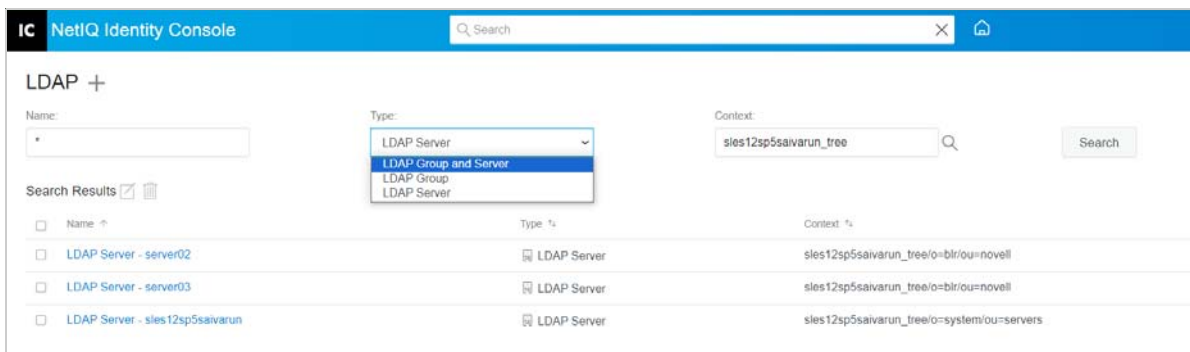 IC NetIQ Identity Console
Search
LDAP +
Name: Type: Context:
* LDAP Server sles12sp5saivarun_tree Search
LDAP Group and Server
LDAP Group
LDAP Server
Search Results
Name Type Context
LDAP Server - server02 LDAP Server sles12sp5saivarun_tree/o=blr/ou=novell
LDAP Server - server03 LDAP Server sles12sp5saivarun_tree/o=blr/ou=novell
LDAP Server - sles12sp5saivarun LDAP Server sles12sp5saivarun_tree/o=system/ou=servers